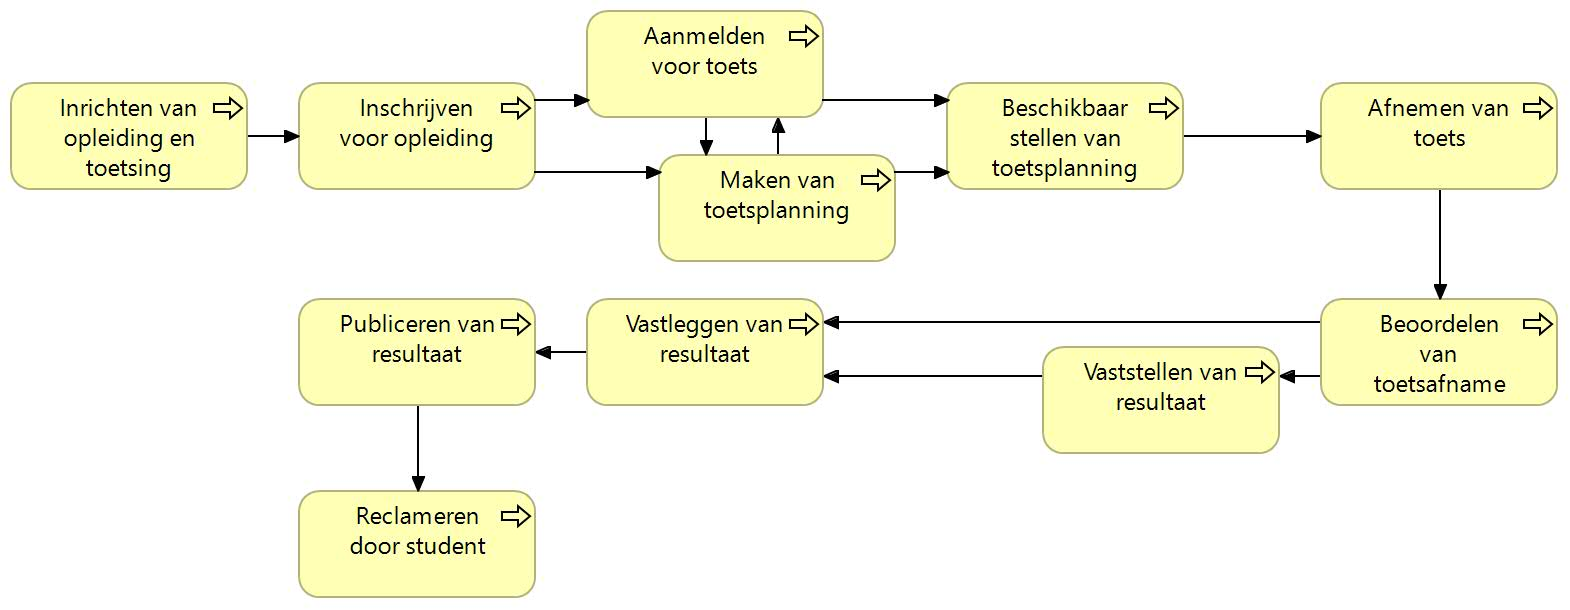 Inrichten van
opleiding en
toetsing
Inschrijven
voor opleiding
Aanmelden
voor toets
Maken van
toetsplanning
Beschikbaar
stellen van
toetsplanning
Afnemen van
toets
Beoordelen
van
toetsafname
Vaststellen van
resultaat
Vastleggen van
resultaat
Publiceren van
resultaat
Reclameren
door student